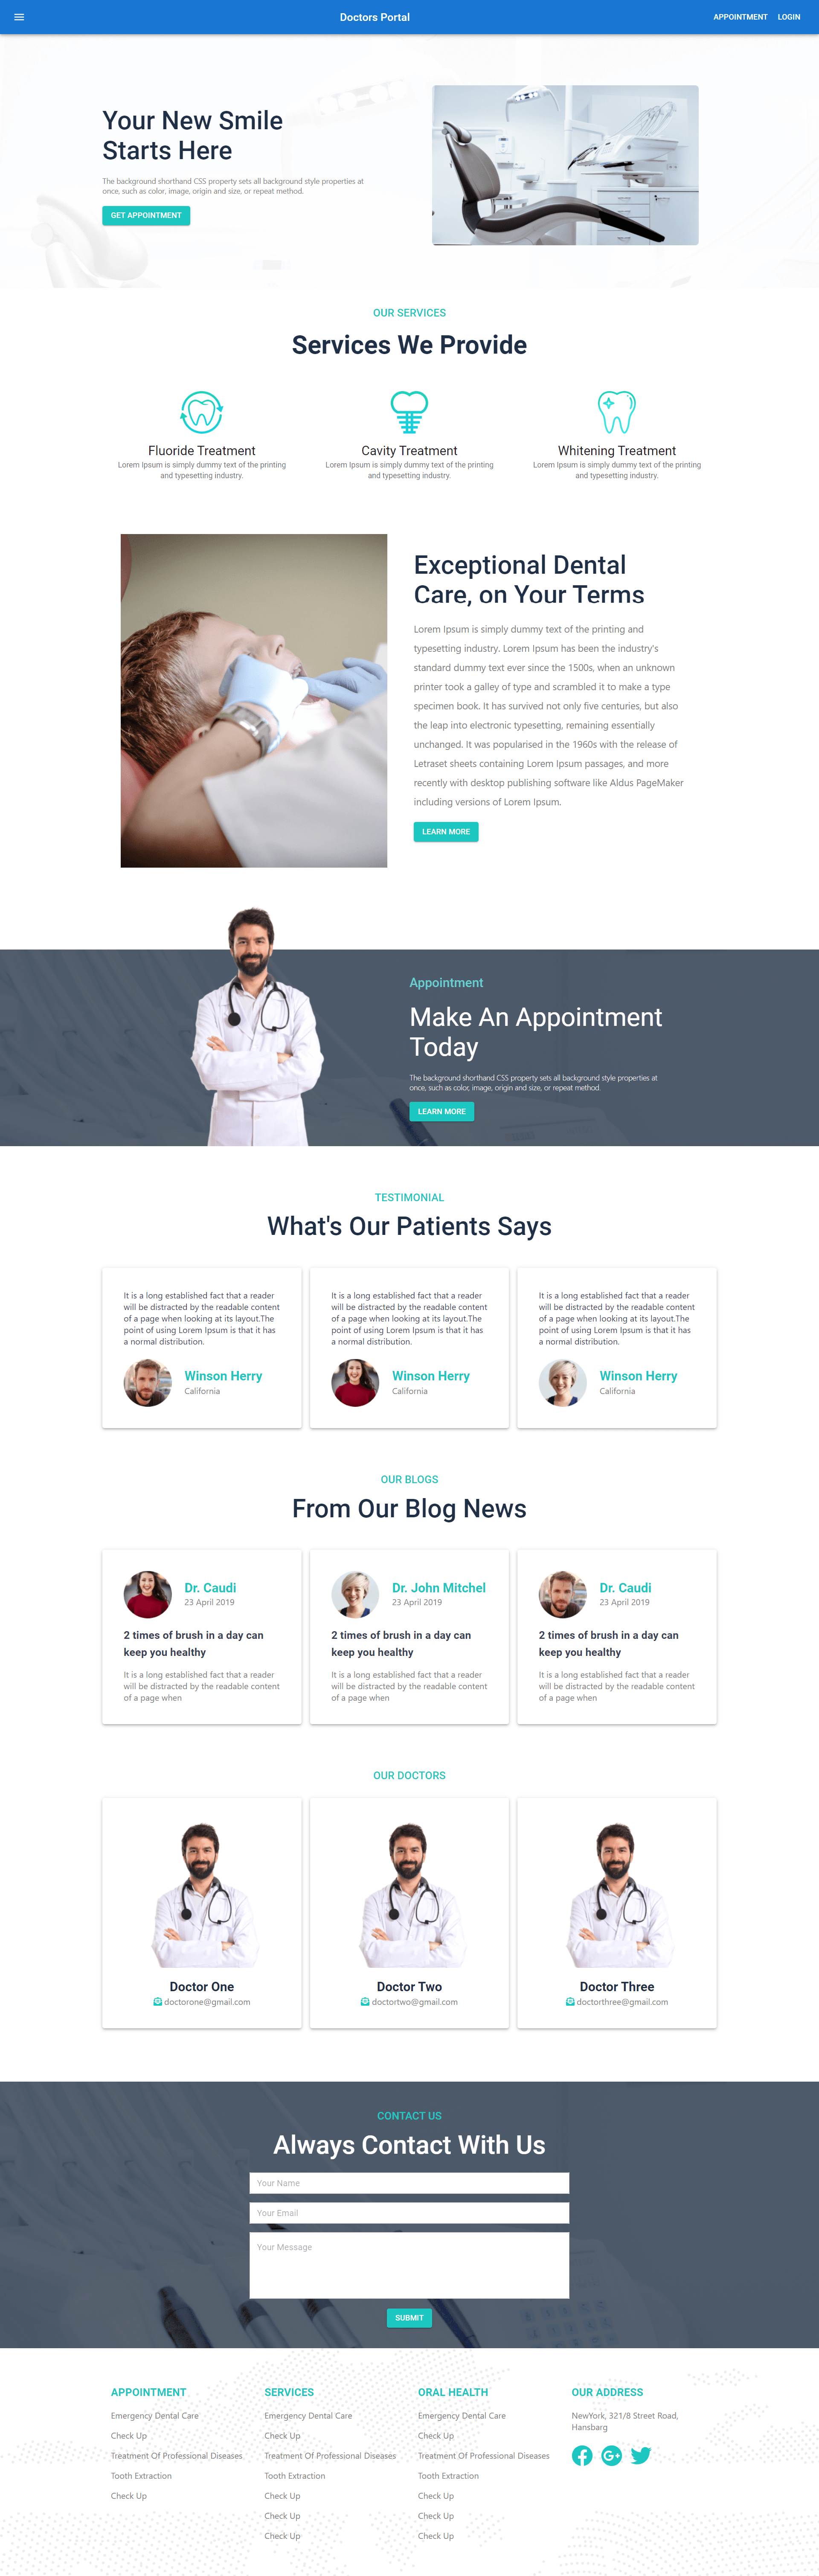 Doctors Portal
APPOINTMENT LOGIN
Your New Smile
Starts Here
The background shorthand CSS property sets all background style properties at
once, such as color, image, origin and size, or repeat method.
GET APPOINTMENT
OUR SERVICES
Services We Provide
Fluoride Treatment
Lorem Ipsum is simply dummy text of the printing
and typesetting industry.
Cavity Treatment
Lorem Ipsum is simply dummy text of the printing
and typesetting industry.
Whitening Treatment
Lorem Ipsum is simply dummy text of the printing
and typesetting industry.
Exceptional Dental
Care, on Your Terms
Lorem Ipsum is simply dummy text of the printing and
typesetting industry. Lorem Ipsum has been the industry's
standard dummy text ever since the 1500s, when an unknown
printer took a galley of type and scrambled it to make a type
specimen book. It has survived not only five centuries, but also
the leap into electronic typesetting, remaining essentially
unchanged. It was popularised in the 1960s with the release of
Letraset sheets containing Lorem Ipsum passages, and more
recently with desktop publishing software like Aldus PageMaker
including versions of Lorem Ipsum.
LEARN MORE
Appointment
Make An Appointment
Today
The background shorthand CSS property sets all background style properties at
once, such as color, image, origin and size, or repeat method.
LEARN MORE
TESTIMONIAL
What's Our Patients Says
It is a long established fact that a reader
will be distracted by the readable content
of a page when looking at its layout.The
point of using Lorem Ipsum is that it has
a normal distribution.
Winson Herry
California
It is a long established fact that a reader
will be distracted by the readable content
of a page when looking at its layout.The
point of using Lorem Ipsum is that it has
a normal distribution.
Winson Herry
California
It is a long established fact that a reader
will be distracted by the readable content
of a page when looking at its layout.The
point of using Lorem Ipsum is that it has
a normal distribution.
Winson Herry
California
OUR BLOGS
From Our Blog News
Dr. Caudi
23 April 2019
2 times of brush in a day can
keep you healthy
It is a long established fact that a reader
will be distracted by the readable content
of a page when
Dr. John Mitchel
23 April 2019
2 times of brush in a day can
keep you healthy
It is a long established fact that a reader
will be distracted by the readable content
of a page when
Dr. Caudi
23 April 2019
2 times of brush in a day can
keep you healthy
It is a long established fact that a reader
will be distracted by the readable content
of a page when
OUR DOCTORS
Doctor One
doctorone@gmail.com
Doctor Two
doctortwo@gmail.com
Doctor Three
doctorthree@gmail.com
CONTACT US
Always Contact With Us
Your Name
Your Email
Your Message
SUBMIT
APPOINTMENT
Emergency Dental Care
Check Up
Treatment Of Professional Diseases
Tooth Extraction
Check Up
SERVICES
Emergency Dental Care
Check Up
Treatment Of Professional Diseases
Tooth Extraction
Check Up
Check Up
Check Up
ORAL HEALTH
Emergency Dental Care
Check Up
Treatment Of Professional Diseases
Tooth Extraction
Check Up
Check Up
Check Up
OUR ADDRESS
NewYork, 321/8 Street Road,
Hansbarg